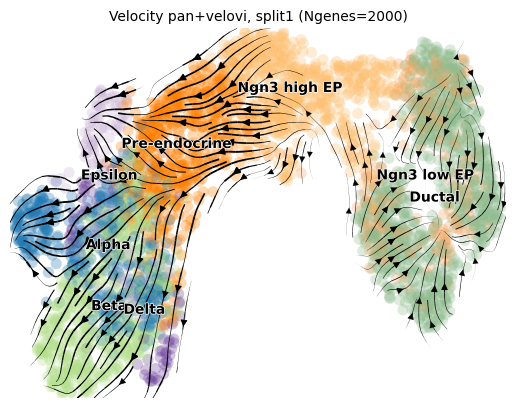 Velocity pan+velovi, split1 (Ngenes=2000)
Ngn3 high EP
Pre-endocrine
Epsilon
Ngn3 low EP
Ductal
Alpha
Beta
Delta